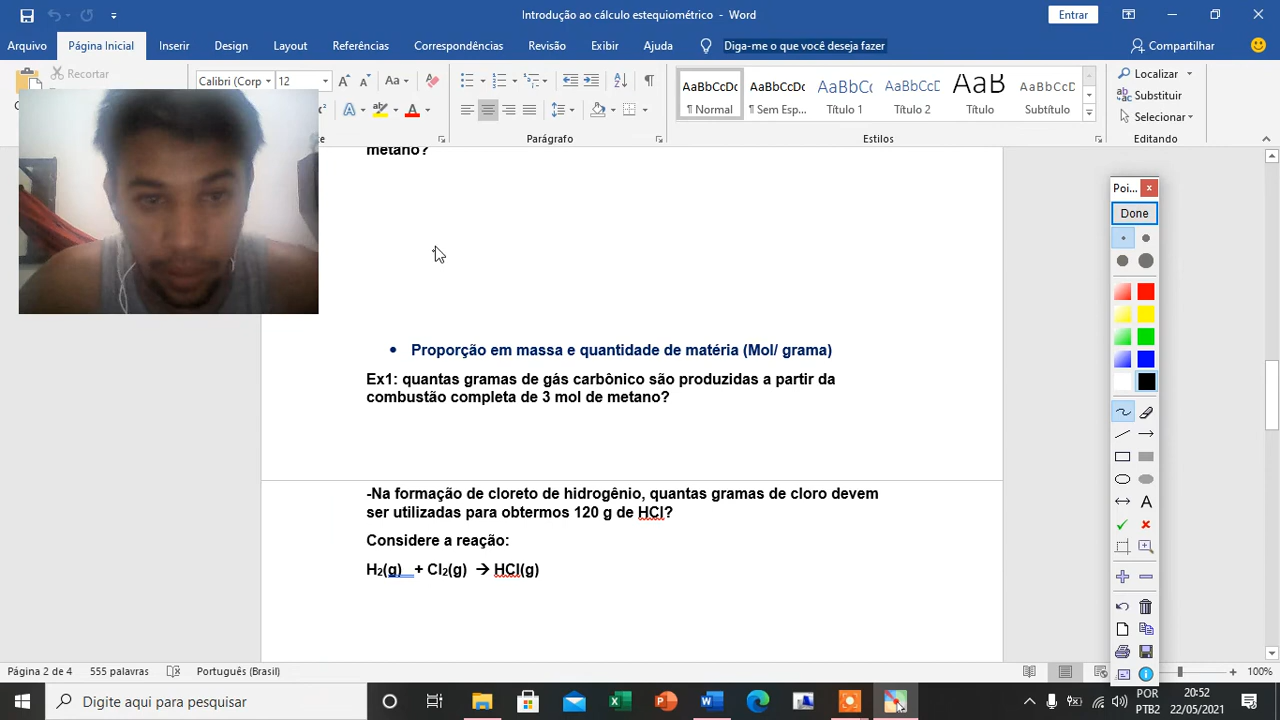 Introdução ao cálculo estequiométrico - Word
Entrar
Arquivo Página Inicial Inserir Design Layout Referências Correspondências Revisão Exibir Ajuda Diga-me o que você deseja fazer Compartilhar
Recortar
Calibri (Corp 12 Aa
AaBbCcDc AaBbCcDc AaBbC AaBbCcD AaB AaBbCcD
¶ Normal ¶ Sem Esp... Título 1 Título 2 Título Subtítulo
Localizar
Substituir
Selecionar
Parágrafo Estilos Editando
metano?
• Proporção em massa e quantidade de matéria (Mol/ grama)
Ex1: quantas gramas de gás carbônico são produzidas a partir da
combustão completa de 3 mol de metano?
-Na formação de cloreto de hidrogênio, quantas gramas de cloro devem
ser utilizadas para obtermos 120 g de HCl?
Considere a reação:
H₂(g) + Cl₂(g) → HCl(g)
Poi...
Done
A
Página 2 de 4 555 palavras Português (Brasil) 100%
Digite aqui para pesquisar
POR
PTB2
20:52
22/05/2021